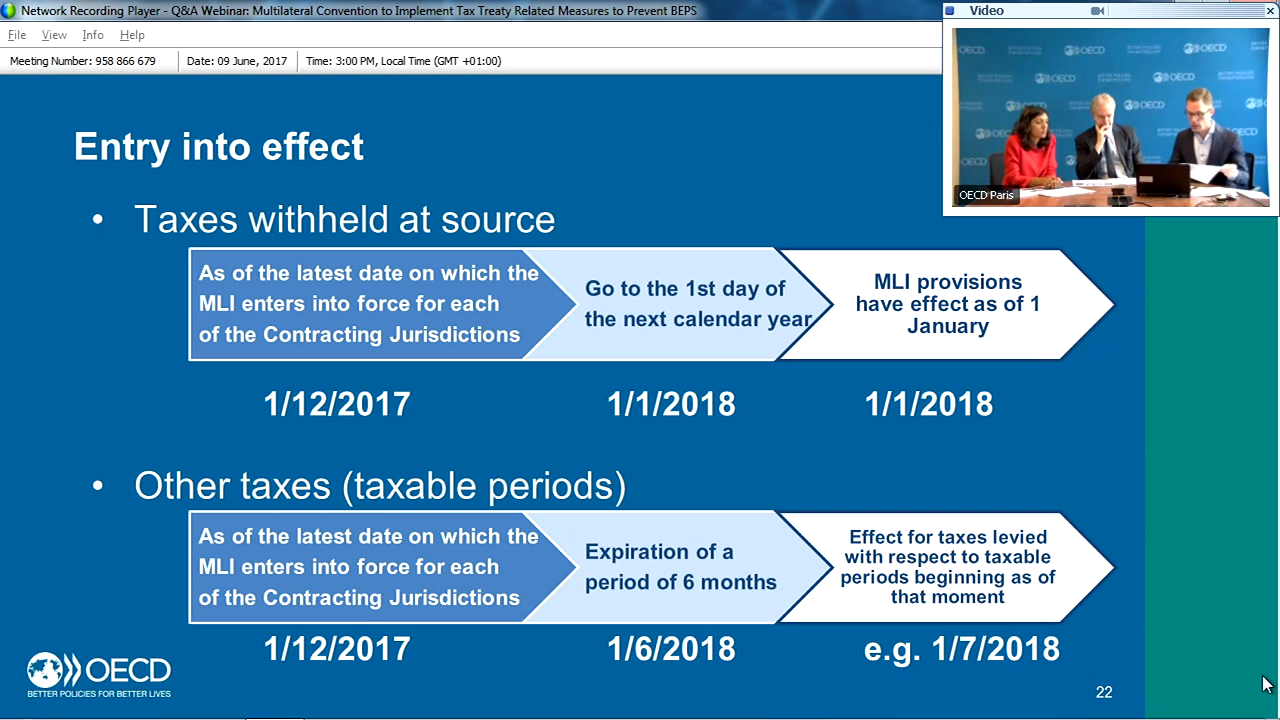 Network Recording Player - Q&A Webinar: Multilateral Convention to Implement Tax Treaty Related Measures to Prevent BEPS
File View Info Help
Meeting Number: 958 866 679 Date: 09 June, 2017 Time: 3:00 PM, Local Time (GMT +01:00)
Video
OECD
OECD
OECD
OECD
OECD
OECD
OECD Paris
Entry into effect
• Taxes withheld at source
As of the latest date on which the
MLI enters into force for each
of the Contracting Jurisdictions
Go to the 1st day of
the next calendar year
MLI provisions
have effect as of 1
January
1/12/2017 1/1/2018 1/1/2018
• Other taxes (taxable periods)
As of the latest date on which the
MLI enters into force for each
of the Contracting Jurisdictions
Expiration of a
period of 6 months
Effect for taxes levied
with respect to taxable
periods beginning as of
that moment
1/12/2017 1/6/2018 e.g. 1/7/2018
OECD
BETTER POLICIES FOR BETTER LIVES
22